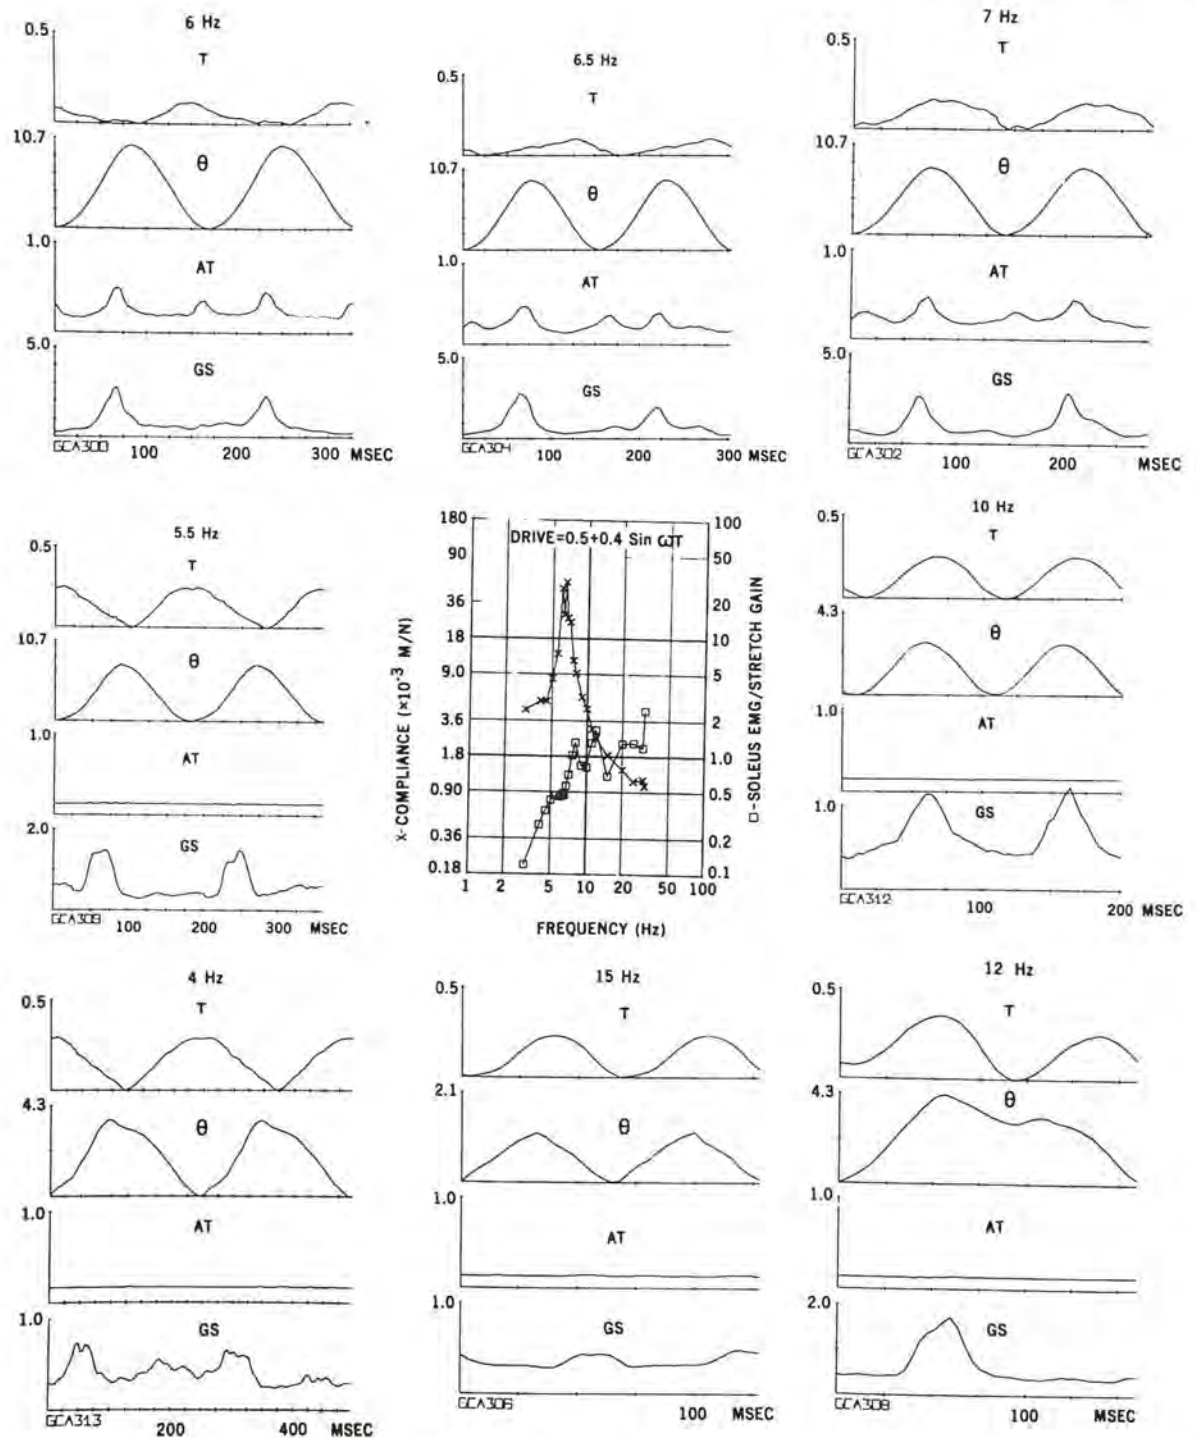 6 Hz
0.5
T
10.7
θ
1.0
AT
5.0
GS
GCA300
100 200 300 MSEC
6.5 Hz
0.5
T
10.7
θ
1.0
AT
5.0
GS
GCA304
100 200 300
7 Hz
0.5
T
10.7
θ
1.0
AT
5.0
GS
GCA302
100 200 MSEC
5.5 Hz
0.5
T
10.7
θ
1.0
AT
2.0
GS
GCA309
100 200 300 MSEC
DRIVE=0.5+0.4 Sin ωT
X-COMPLIANCE (×10⁻³ M/N)
180
90
36
18
9.0
3.6
1.8
0.90
0.36
0.18
100
50
20
10
5
2
1.0
0.5
0.2
0.1
□-SOLEUS EMG/STRETCH GAIN
1 2 5 10 20 50 100
FREQUENCY (Hz)
10 Hz
0.5
T
4.3
θ
1.0
AT
1.0
GS
GCA312
100 200 MSEC
4 Hz
0.5
T
4.3
θ
1.0
AT
1.0
GS
GCA313
200 400 MSEC
15 Hz
0.5
T
2.1
θ
1.0
AT
1.0
GS
GCA306
100 MSEC
12 Hz
0.5
T
4.3
θ
1.0
AT
2.0
GS
GCA308
100 MSEC